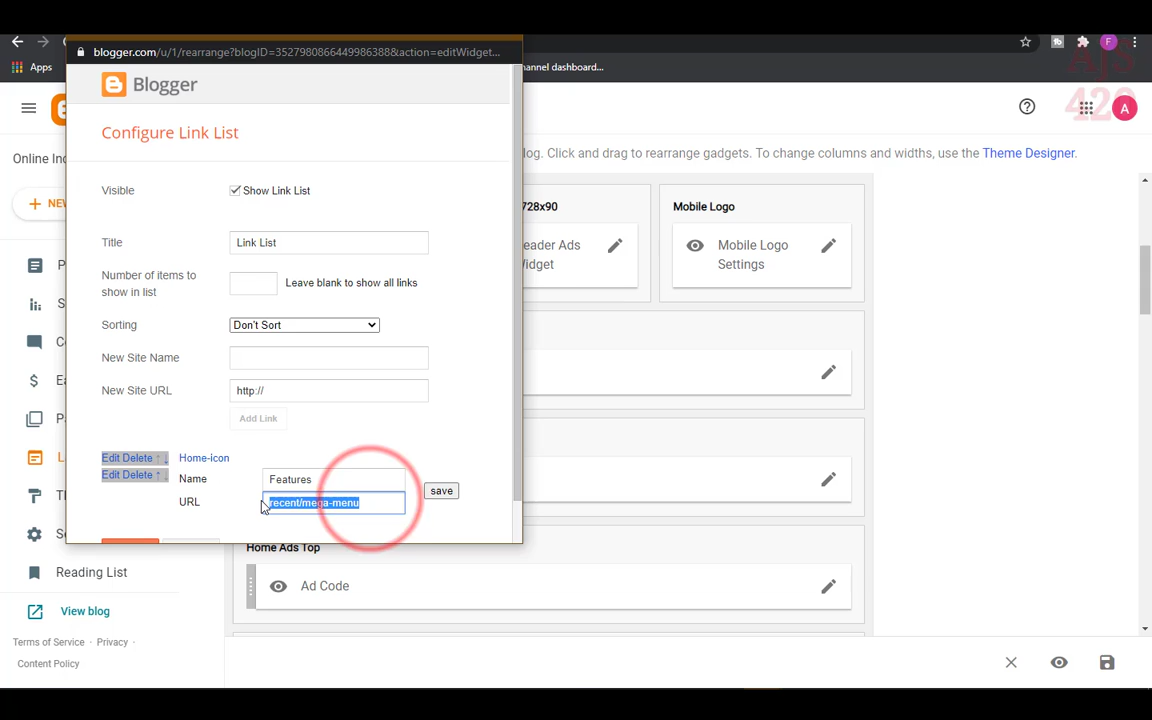 blogger.com/u/1/rearrange?blogID=3527980866449986388&action=editWidget...
Apps
hannel dashboard...
F
AJS
420
Blogger
A
Configure Link List
Online Inc
log. Click and drag to rearrange gadgets. To change columns and widths, use the Theme Designer.
Visible
Show Link List
NEW
728x90
Mobile Logo
Title
Link List
eader Ads
Widget
Mobile Logo
Settings
Number of items to
show in list
Leave blank to show all links
Sorting
Don't Sort
New Site Name
New Site URL
http://
Add Link
Edit Delete ↑ ↓
Home-icon
Edit Delete ↑ ↓
Name
Features
URL
recent/mega-menu
save
Home Ads Top
Ad Code
Reading List
View blog
Terms of Service · Privacy ·
Content Policy